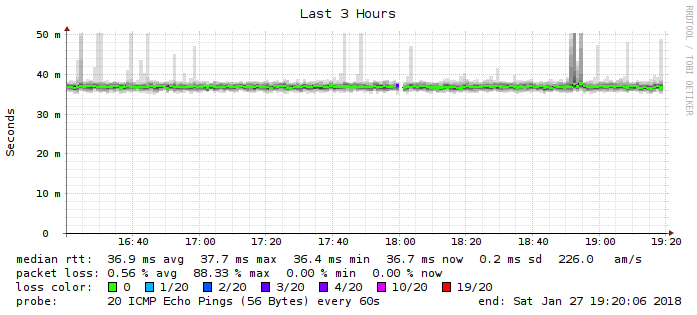 Last 3 Hours
RRDTOOL / TOBI OETIKER
Seconds
50 m
40 m
30 m
20 m
10 m
0
16:40 17:00 17:20 17:40 18:00 18:20 18:40 19:00 19:20
median rtt: 36.9 ms avg 37.7 ms max 36.4 ms min 36.7 ms now 0.2 ms sd 226.0 am/s
packet loss: 0.56 % avg 88.33 % max 0.00 % min 0.00 % now
loss color: 0 1/20 2/20 3/20 4/20 10/20 19/20
probe: 20 ICMP Echo Pings (56 Bytes) every 60s end: Sat Jan 27 19:20:06 2018